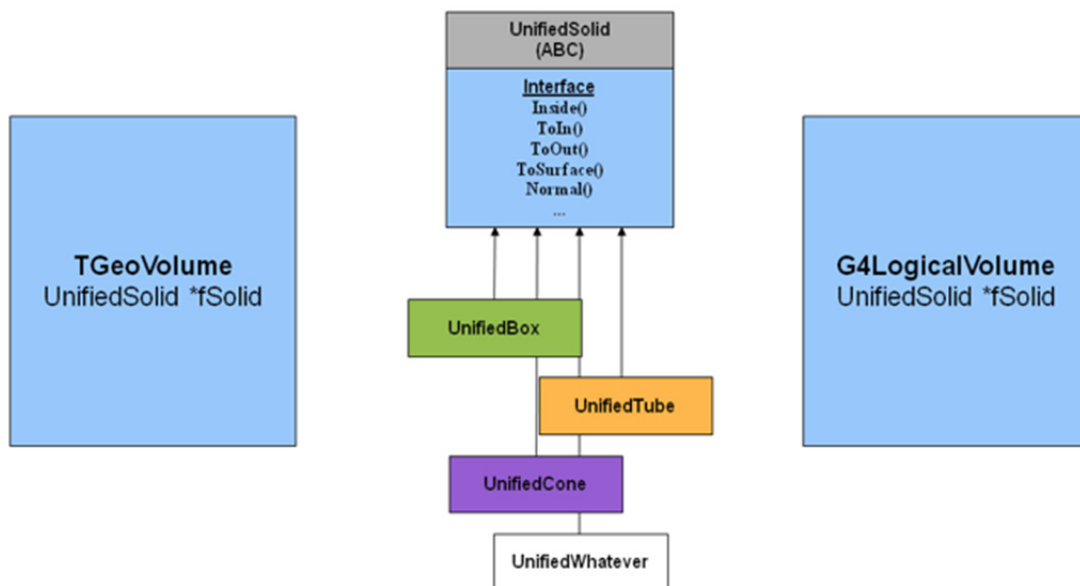 UnifiedSolid
(ABC)
Interface
Inside()
ToIn()
ToOut()
ToSurface()
Normal()
...
TGeoVolume
UnifiedSolid *fSolid
G4LogicalVolume
UnifiedSolid *fSolid
UnifiedBox
UnifiedTube
UnifiedCone
UnifiedWhatever